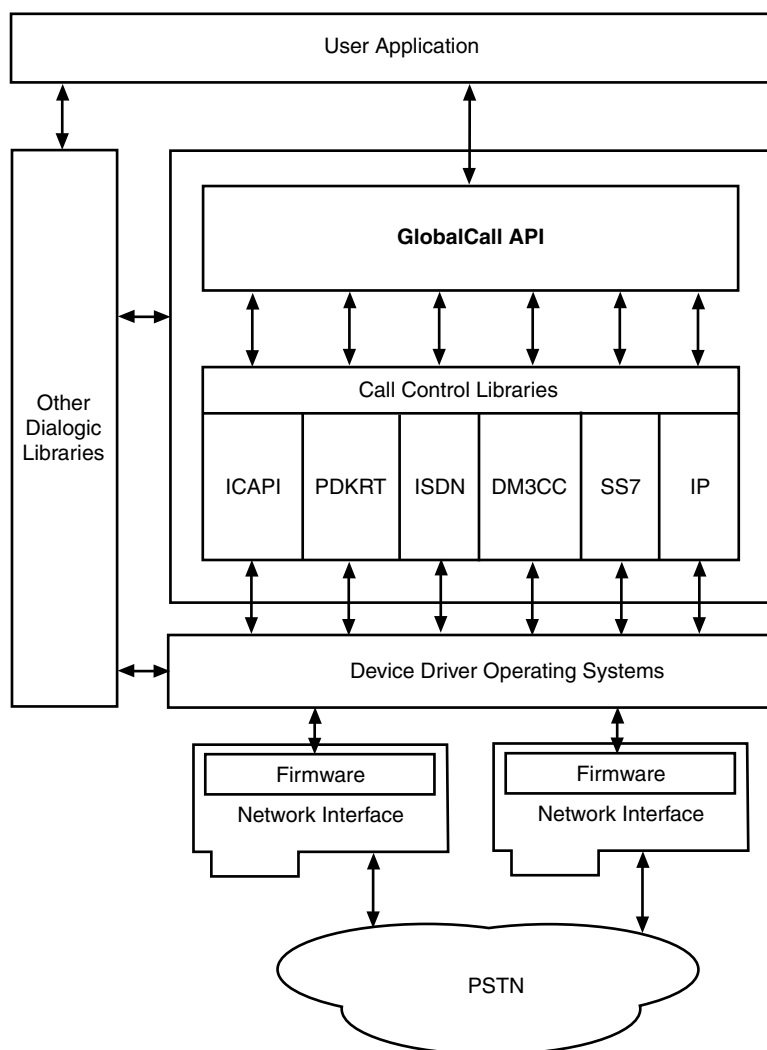 User Application
GlobalCall API
Call Control Libraries
Other
Dialogic
Libraries
ICAPI PDKRT ISDN DM3CC SS7 IP
Device Driver Operating Systems
Firmware Firmware
Network Interface Network Interface
PSTN